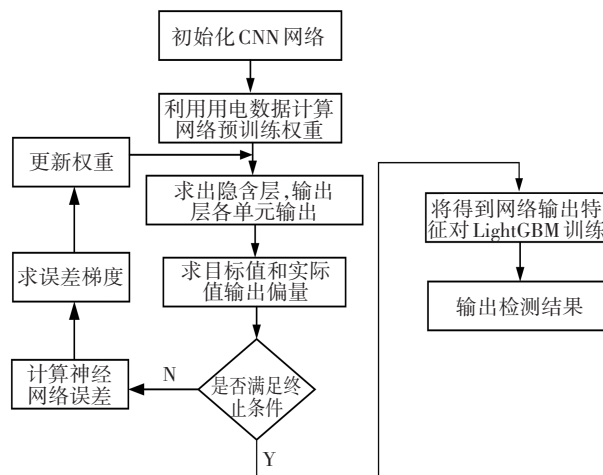 初始化CNN网络
利用用电数据计算
网络预训练权重
更新权重
求出隐含层,输出
层各单元输出
求误差梯度
求目标值和实际
值输出偏量
计算神经
网络误差
N
是否满足终
止条件
Y
将得到网络输出特
征对LightGBM训练
输出检测结果